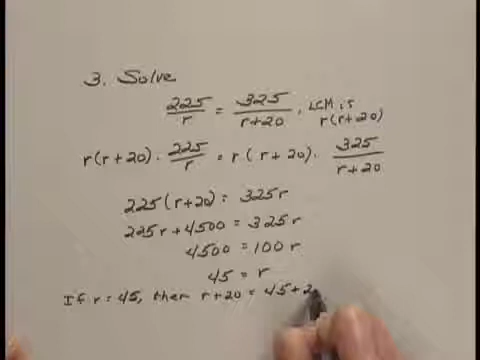 3. Solve
225/r = 325/(r+20) . LCM is r(r+20)
r(r+20) · 225/r = r(r+20) · 325/(r+20)
225(r+20) = 325r
225r + 4500 = 325r
4500 = 100r
45 = r
If r = 45, then r+20 = 45+2